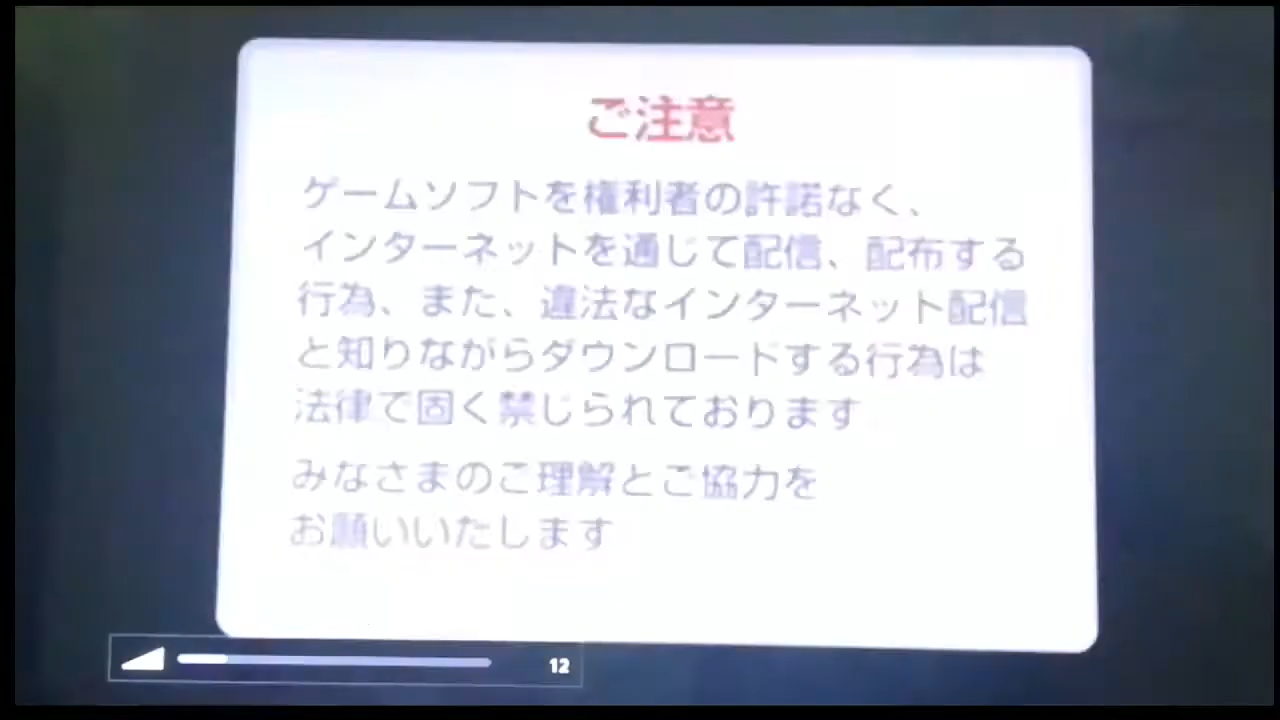 ご注意
ゲームソフトを権利者の許諾なく、
インターネットを通じて配信、配布する
行為、また、違法なインターネット配信
と知りながらダウンロードする行為は
法律で固く禁じられております
みなさまのご理解とご協力を
お願いいたします
12